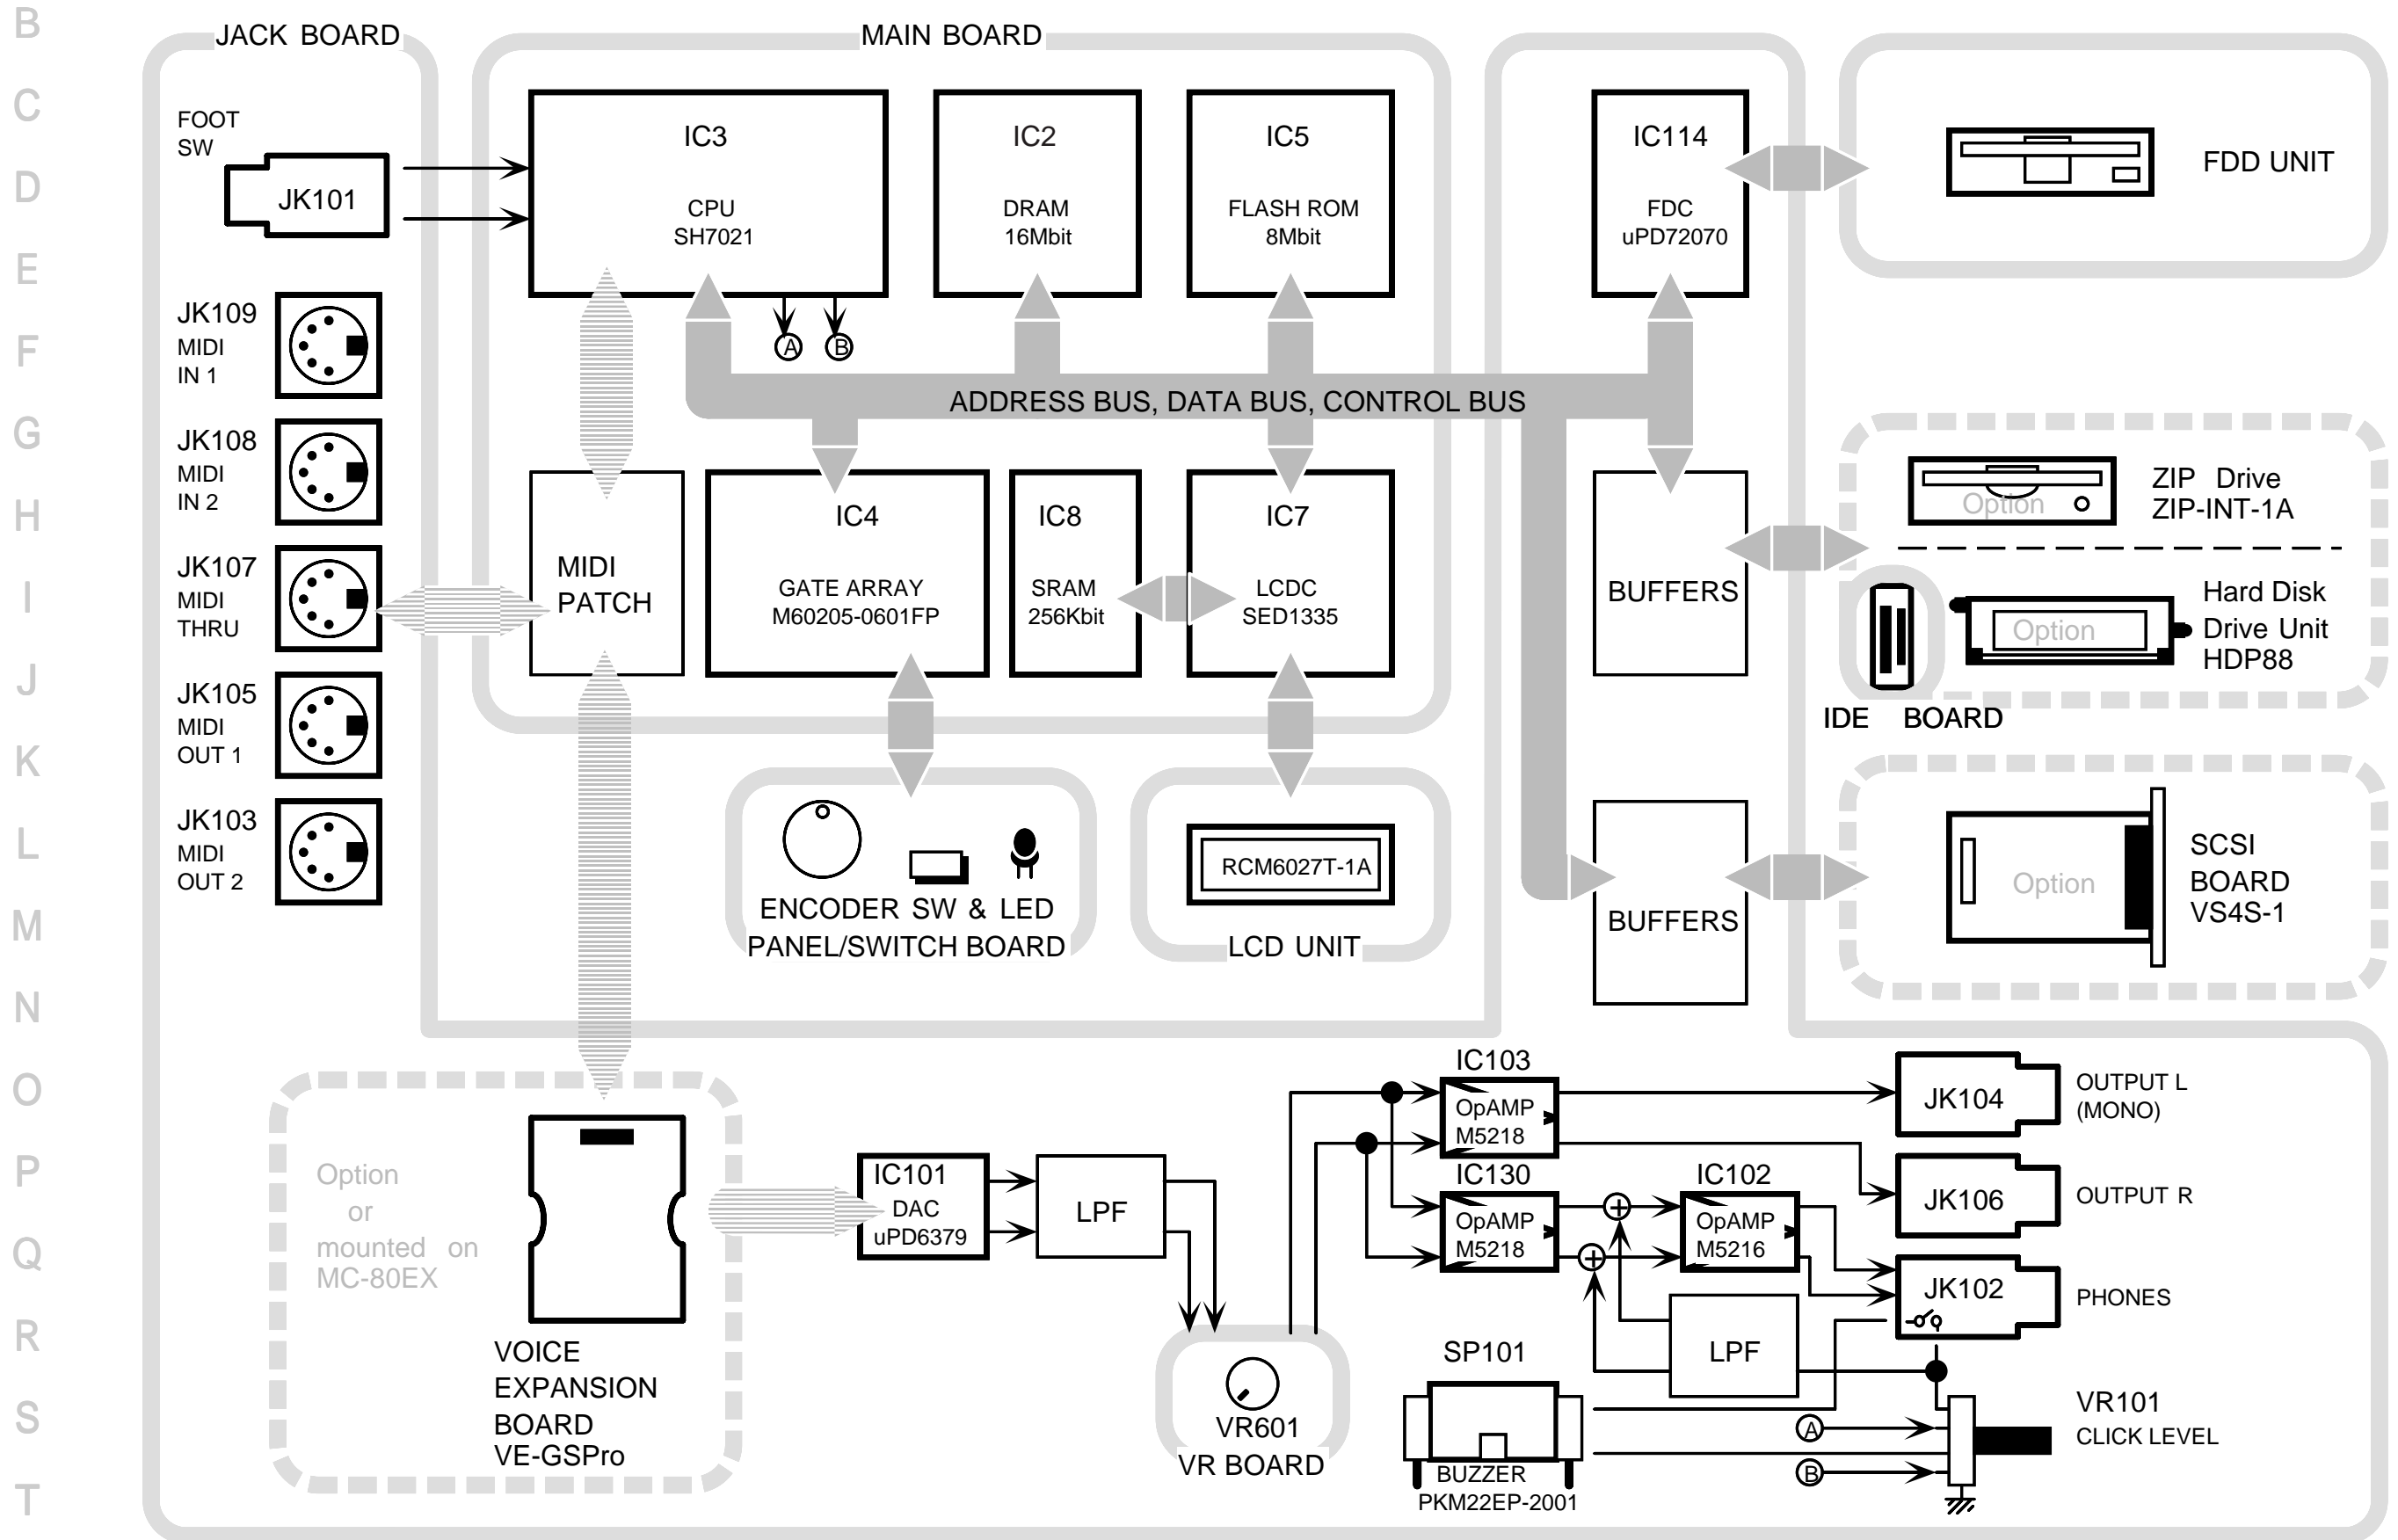 B
C
D
E
F
G
H
I
J
K
L
M
N
O
P
Q
R
S
T
JACK BOARD
MAIN BOARD
FOOT
SW
JK101
JK109
MIDI
IN 1
JK108
MIDI
IN 2
JK107
MIDI
THRU
JK105
MIDI
OUT 1
JK103
MIDI
OUT 2
IC3
CPU
SH7021
IC2
DRAM
16Mbit
IC5
FLASH ROM
8Mbit
IC114
FDC
uPD72070
FDD UNIT
A
B
ADDRESS BUS, DATA BUS, CONTROL BUS
MIDI
PATCH
IC4
GATE ARRAY
M60205-0601FP
IC8
SRAM
256Kbit
IC7
LCDC
SED1335
BUFFERS
Option
ZIP Drive
ZIP-INT-1A
Option
Hard Disk
Drive Unit
HDP88
IDE BOARD
ENCODER SW & LED
PANEL/SWITCH BOARD
RCM6027T-1A
LCD UNIT
BUFFERS
Option
SCSI
BOARD
VS4S-1
Option
or
mounted on
MC-80EX
VOICE
EXPANSION
BOARD
VE-GSPro
IC101
DAC
uPD6379
LPF
VR601
VR BOARD
IC103
OpAMP
M5218
IC130
OpAMP
M5218
IC102
OpAMP
M5216
JK104
OUTPUT L
(MONO)
JK106
OUTPUT R
JK102
PHONES
LPF
SP101
BUZZER
PKM22EP-2001
A
B
VR101
CLICK LEVEL